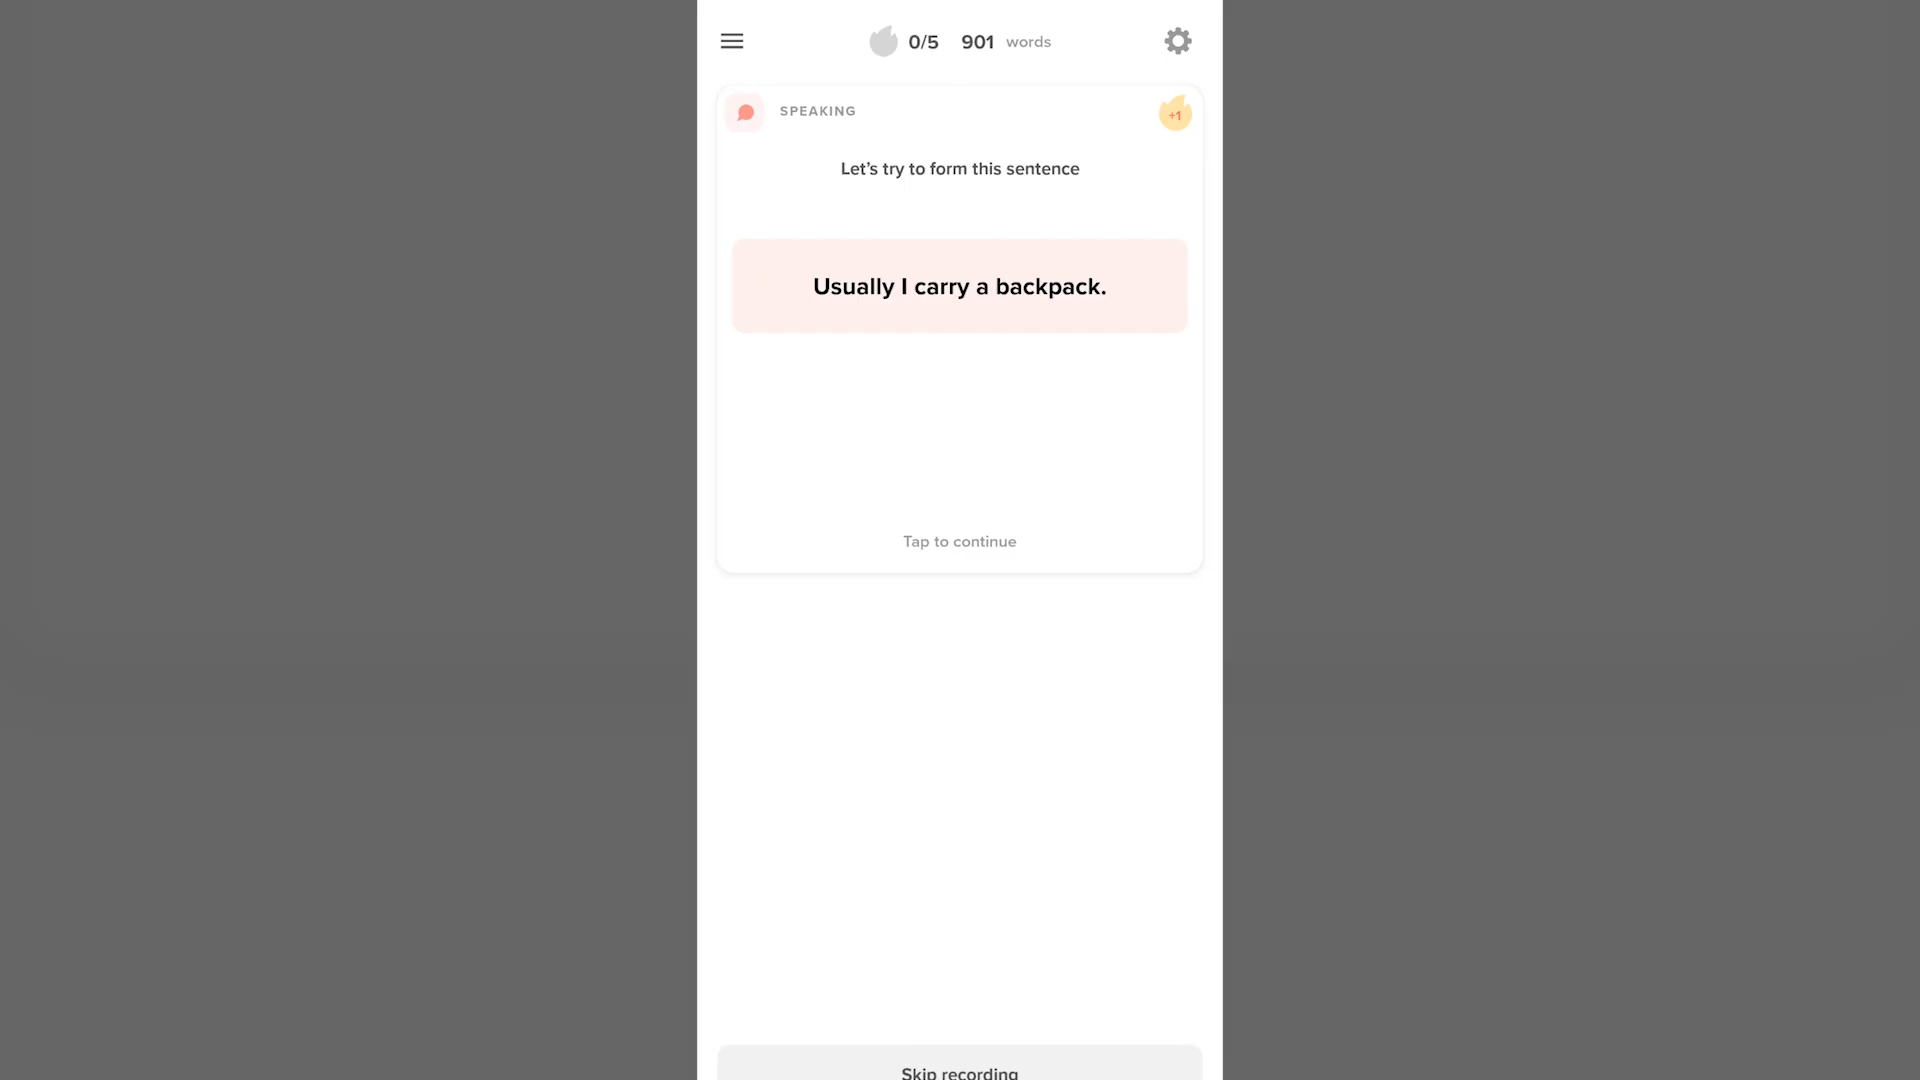 0/5 901 words
SPEAKING
+1
Let’s try to form this sentence
Usually I carry a backpack.
Tap to continue
Skip recording